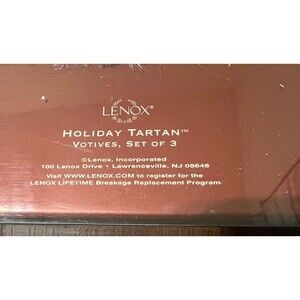 LENOX®
HOLIDAY TARTAN™
VOTIVES, SET OF 3
©Lenox, Incorporated
100 Lenox Drive • Lawrenceville, NJ 08648
Visit WWW.LENOX.COM to register for the
LENOX LIFETIME Breakage Replacement Program.